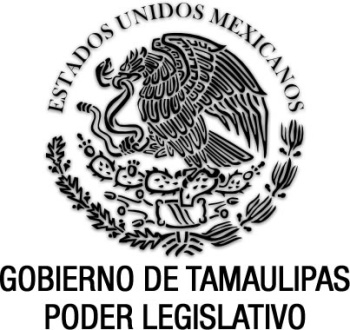 ESTADOS UNIDOS MEXICANOS
GOBIERNO DE TAMAULIPAS
PODER LEGISLATIVO